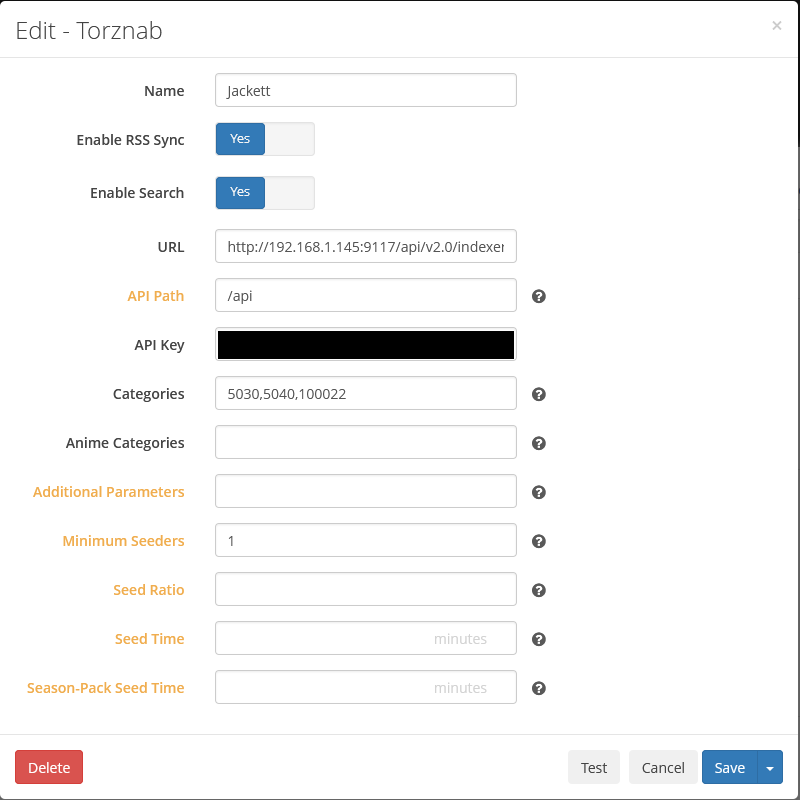 Edit - Torznab
×
Name
Jackett
Enable RSS Sync
Yes
Enable Search
Yes
URL
http://192.168.1.145:9117/api/v2.0/indexer
API Path
/api
API Key
Categories
5030,5040,100022
Anime Categories
Additional Parameters
Minimum Seeders
1
Seed Ratio
Seed Time
minutes
Season-Pack Seed Time
minutes
Delete
Test
Cancel
Save